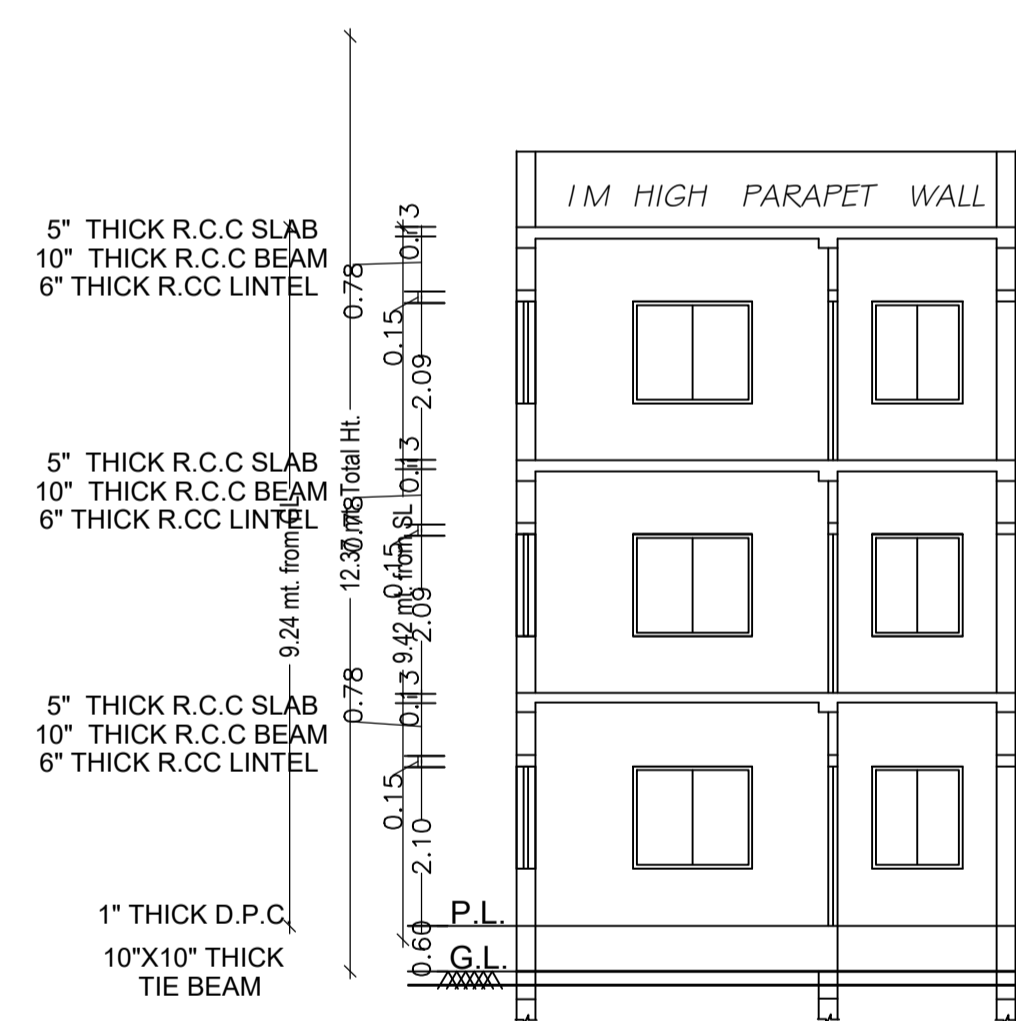 1M HIGH PARAPET WALL
5" THICK R.C.C SLAB
10" THICK R.C.C BEAM
6" THICK R.CC LINTEL
0.13
0.78
0.15
2.09
5" THICK R.C.C SLAB
10" THICK R.C.C BEAM
6" THICK R.CC LINTEL
0.13
0.78
0.15
2.09
12.37 mt. Total Ht.
9.24 mt. from
9.42 mt. from SL
5" THICK R.C.C SLAB
10" THICK R.C.C BEAM
6" THICK R.CC LINTEL
0.13
0.78
0.15
2.10
1" THICK D.P.C.
P.L.
0.60
10"X10" THICK
TIE BEAM
G.L.